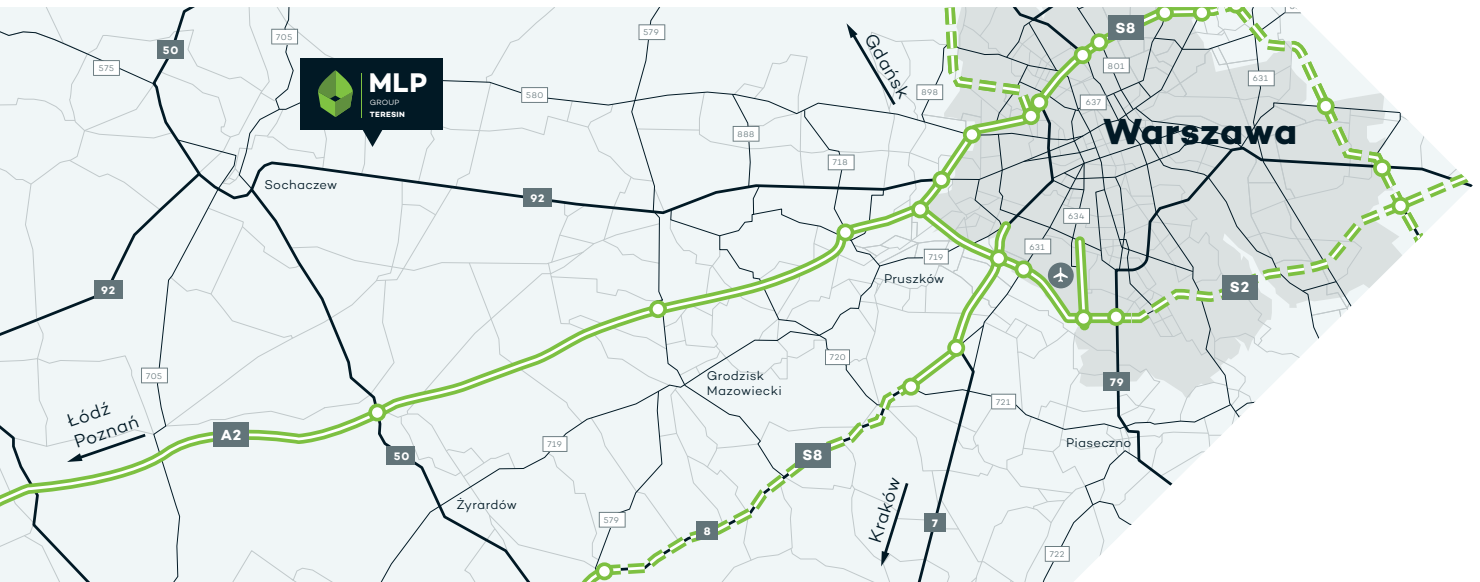 S8
50
579
705
Gdańsk
575
801
MLP
GROUP
TERESIN
631
898
580
637
Warszawa
888
718
Sochaczew
92
634
631
719
Pruszków
92
S2
720
705
Grodzisk
Mazowiecki
79
721
Łódź
Poznań
A2
719
Piaseczno
50
S8
Żyrardów
Kraków
579
7
8
722